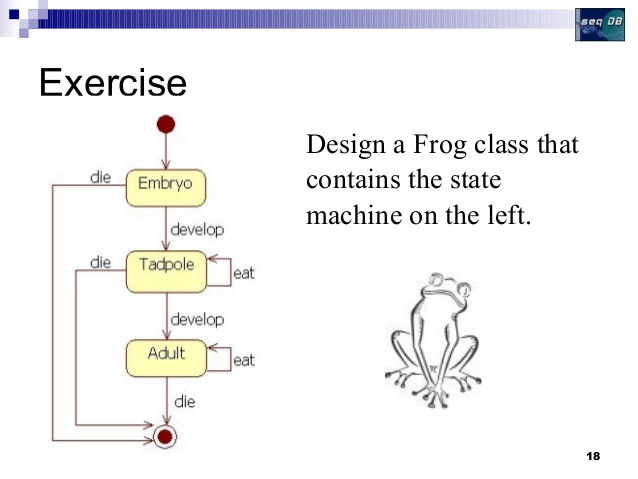 seq DB
Exercise
Design a Frog class that
contains the state
machine on the left.
die
Embryo
develop
die
Tadpole
eat
develop
Adult
eat
die
18